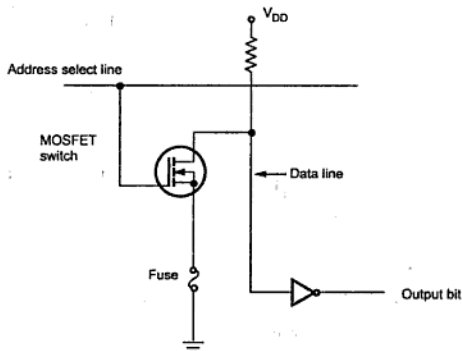 V_DD
Address select line
MOSFET
switch
Data line
Fuse
Output bit